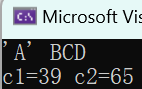 Microsoft Vis
'A' BCD
c1=39 c2=65